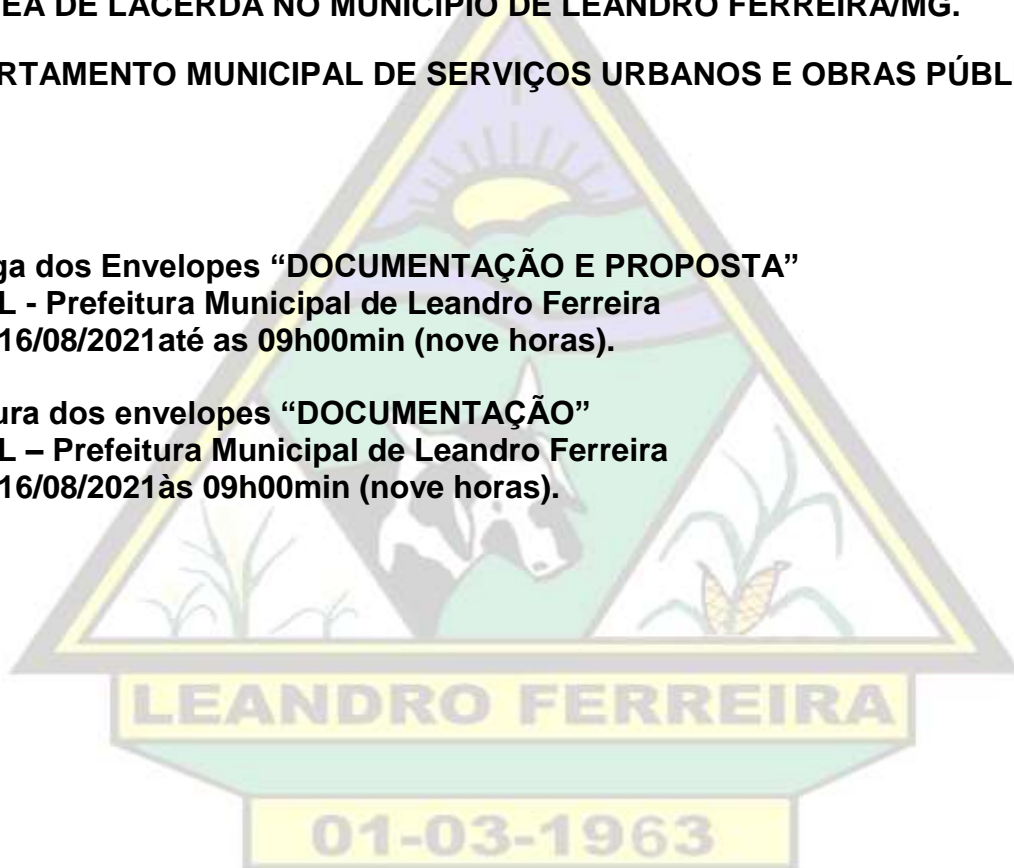 EA DE LACERDA NO MUNICÍPIO DE LEANDRO FERREIRA/MG.
RTAMENTO MUNICIPAL DE SERVIÇOS URBANOS E OBRAS PÚBL
ga dos Envelopes “DOCUMENTAÇÃO E PROPOSTA”
L - Prefeitura Municipal de Leandro Ferreira
16/08/2021até as 09h00min (nove horas).
ura dos envelopes “DOCUMENTAÇÃO”
L – Prefeitura Municipal de Leandro Ferreira
16/08/2021às 09h00min (nove horas).
LEANDRO FERREIRA
01-03-1963